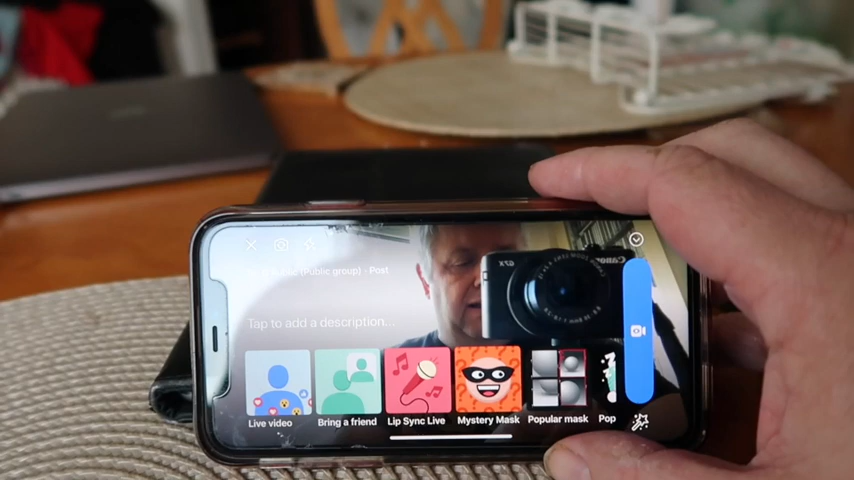 (Public group) · Post
Tap to add a description...
Live video
Bring a friend
Lip Sync Live
Mystery Mask
Popular mask
Pop
Canon
G7X